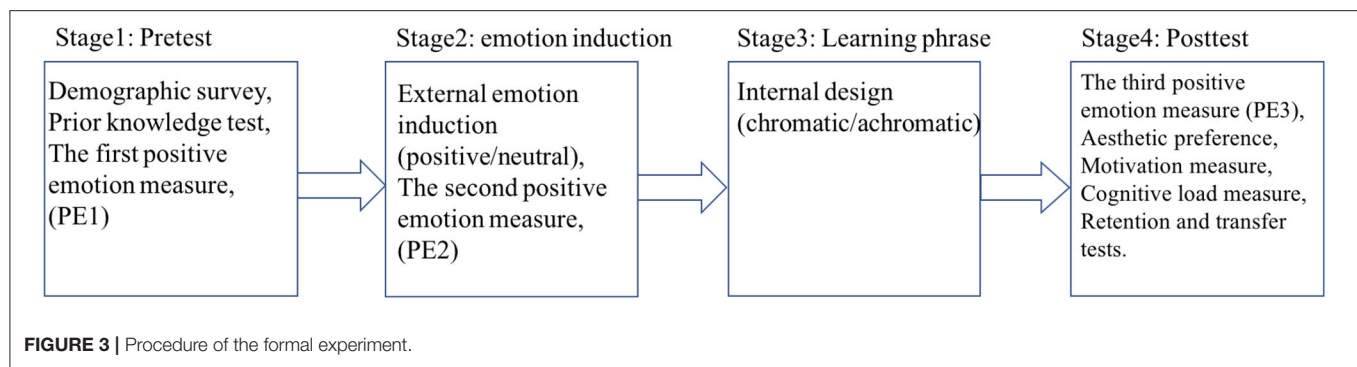 Stage1: Pretest
Demographic survey,
Prior knowledge test,
The first positive
emotion measure,
(PE1)
Stage2: emotion induction
External emotion
induction
(positive/neutral),
The second positive
emotion measure,
(PE2)
Stage3: Learning phrase
Internal design
(chromatic/achromatic)
Stage4: Posttest
The third positive
emotion measure (PE3),
Aesthetic preference,
Motivation measure,
Cognitive load measure,
Retention and transfer
tests.
FIGURE 3 | Procedure of the formal experiment.